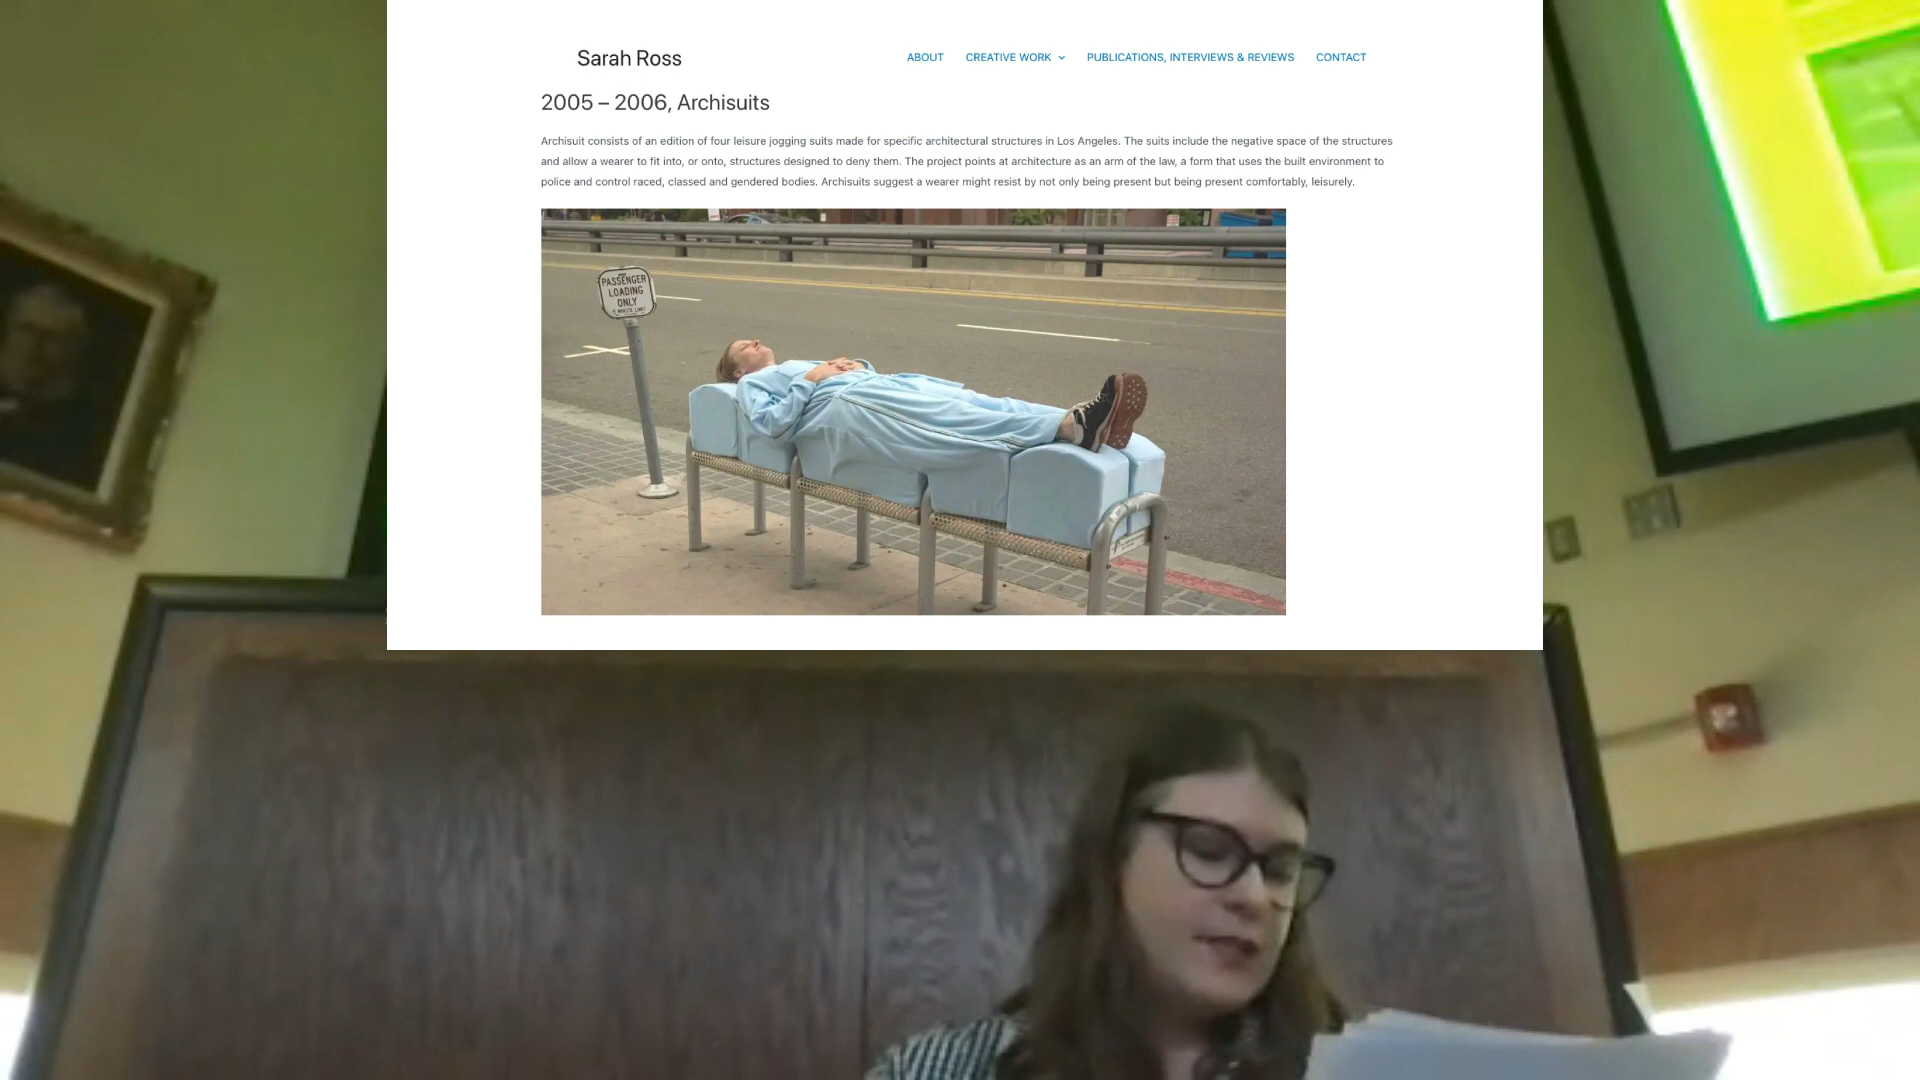 Sarah Ross
ABOUT CREATIVE WORK PUBLICATIONS, INTERVIEWS & REVIEWS CONTACT
2005 – 2006, Archisuits
Archisuit consists of an edition of four leisure jogging suits made for specific architectural structures in Los Angeles. The suits include the negative space of the structures
and allow a wearer to fit into, or onto, structures designed to deny them. The project points at architecture as an arm of the law, a form that uses the built environment to
police and control raced, classed and gendered bodies. Archisuits suggest a wearer might resist by not only being present but being present comfortably, leisurely.
PASSENGER
LOADING
ONLY